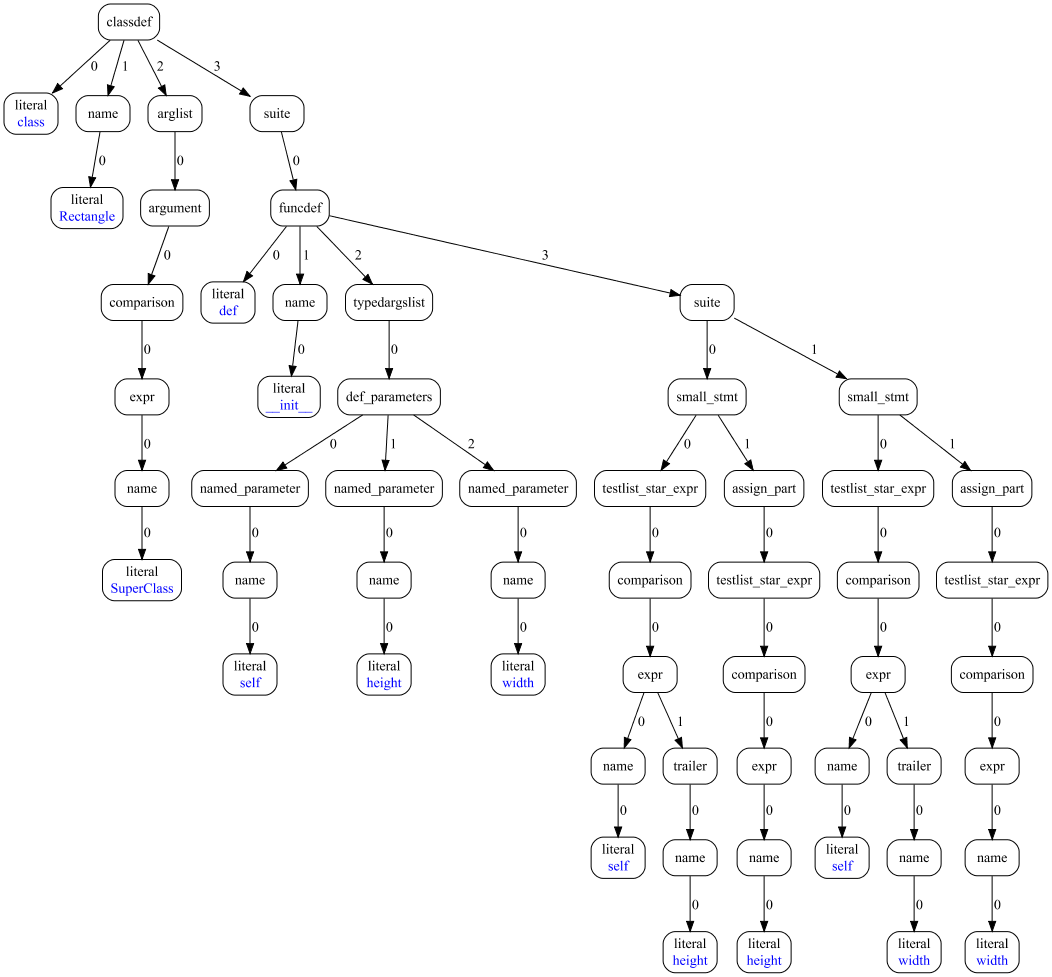 classdef
0 1 2 3
literal
class
name
arglist
suite
0 0 0
literal
Rectangle
argument
funcdef
0 0 1 2 3
comparison
literal
def
name
typedargslist
suite
0 0 0 0 1
expr
literal
__init__
def_parameters
small_stmt
small_stmt
0 0 1 2 0 1 0 1
name
named_parameter
named_parameter
named_parameter
testlist_star_expr
assign_part
testlist_star_expr
assign_part
0 0 0 0 0 0 0 0
literal
SuperClass
name
name
name
comparison
testlist_star_expr
comparison
testlist_star_expr
0 0 0 0 0 0 0
literal
self
literal
height
literal
width
expr
comparison
expr
comparison
0 1 0 0 1 0
name
trailer
expr
name
trailer
expr
0 0 0 0 0 0
literal
self
name
name
literal
self
name
name
0 0 0 0
literal
height
literal
height
literal
width
literal
width